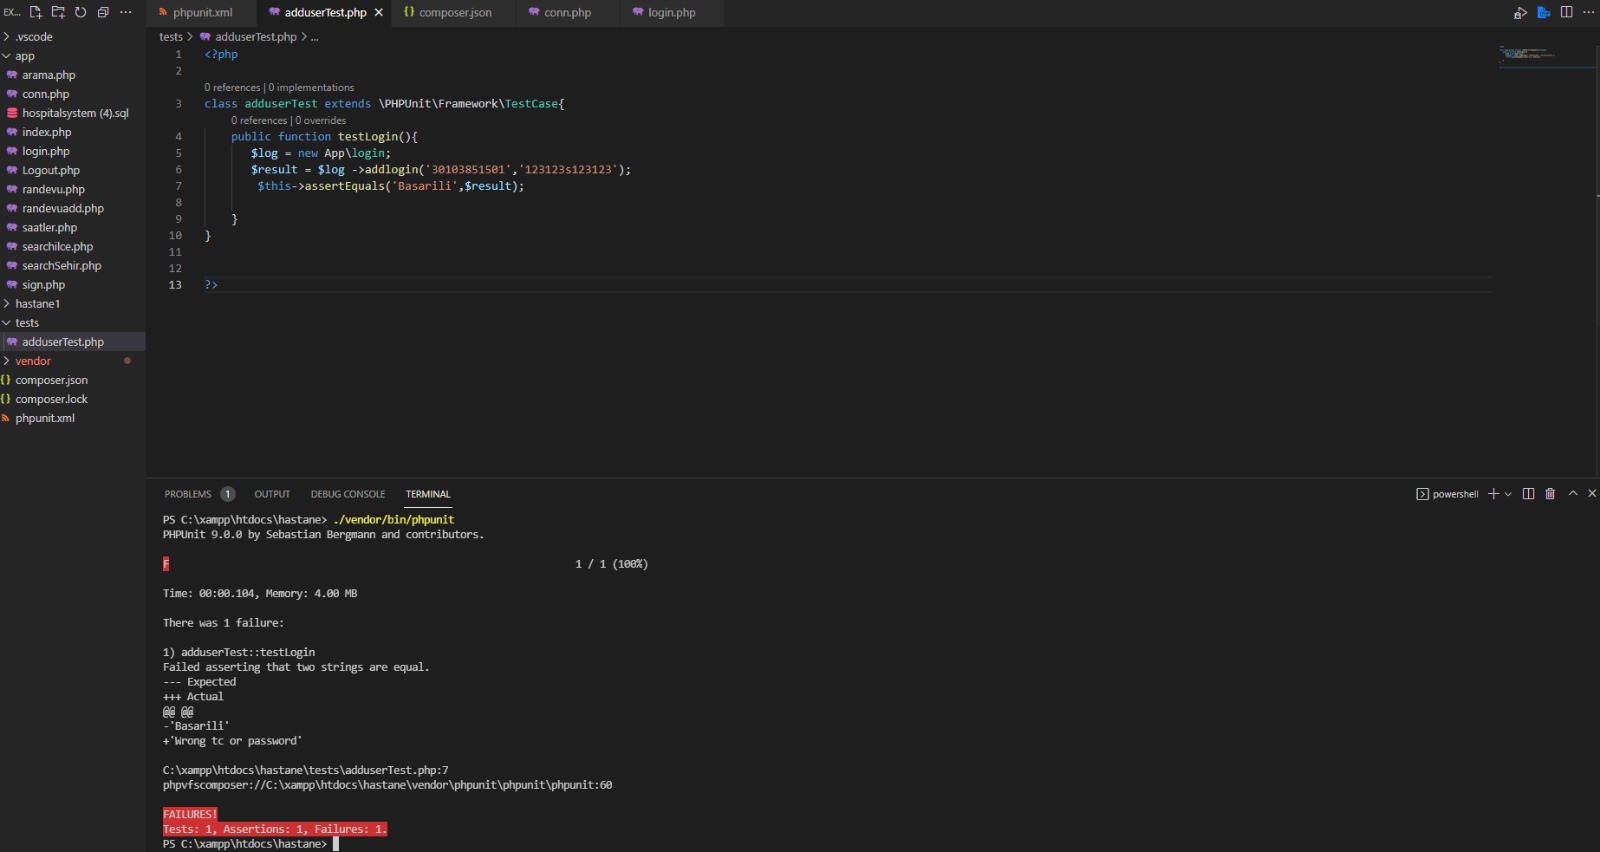 EX...
.vscode
app
arama.php
conn.php
hospitalsystem (4).sql
index.php
login.php
Logout.php
randevu.php
randevuadd.php
saatler.php
searchilce.php
searchSehir.php
sign.php
hastane1
tests
adduserTest.php
vendor
composer.json
composer.lock
phpunit.xml
phpunit.xml adduserTest.php composer.json conn.php login.php
tests > adduserTest.php > ...
1 <?php
2
0 references | 0 implementations
3 class adduserTest extends \PHPUnit\Framework\TestCase{
0 references | 0 overrides
4 public function testLogin(){
5 $log = new App\login;
6 $result = $log ->addlogin('30103851501','123123s123123');
7 $this->assertEquals('Basarili',$result);
8
9 }
10 }
11
12
13 ?>
PROBLEMS 1 OUTPUT DEBUG CONSOLE TERMINAL powershell
PS C:\xampp\htdocs\hastane> ./vendor/bin/phpunit
PHPUnit 9.0.0 by Sebastian Bergmann and contributors.
F 1 / 1 (100%)
Time: 00:00.104, Memory: 4.00 MB
There was 1 failure:
1) adduserTest::testLogin
Failed asserting that two strings are equal.
--- Expected
+++ Actual
@@ @@
-'Basarili'
+'Wrong tc or password'
C:\xampp\htdocs\hastane\tests\adduserTest.php:7
phpvfscomposer://C:\xampp\htdocs\hastane\vendor\phpunit\phpunit\phpunit:60
FAILURES!
Tests: 1, Assertions: 1, Failures: 1.
PS C:\xampp\htdocs\hastane>